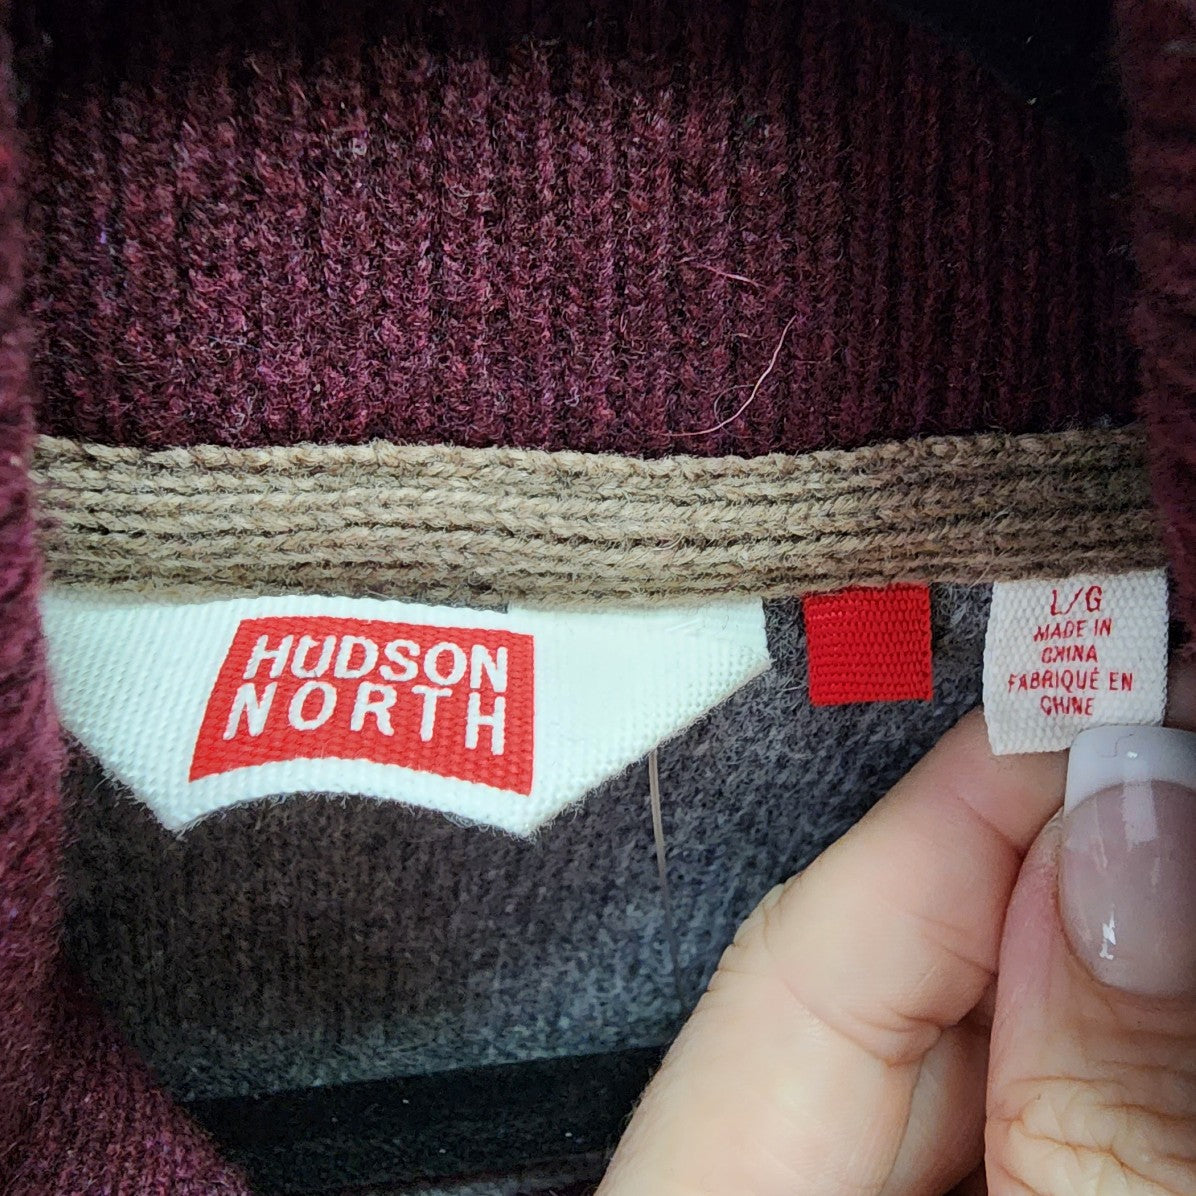 HUDSON
NORTH
L/G
MADE IN
CHINA
FABRIQUÉ EN
CHINE